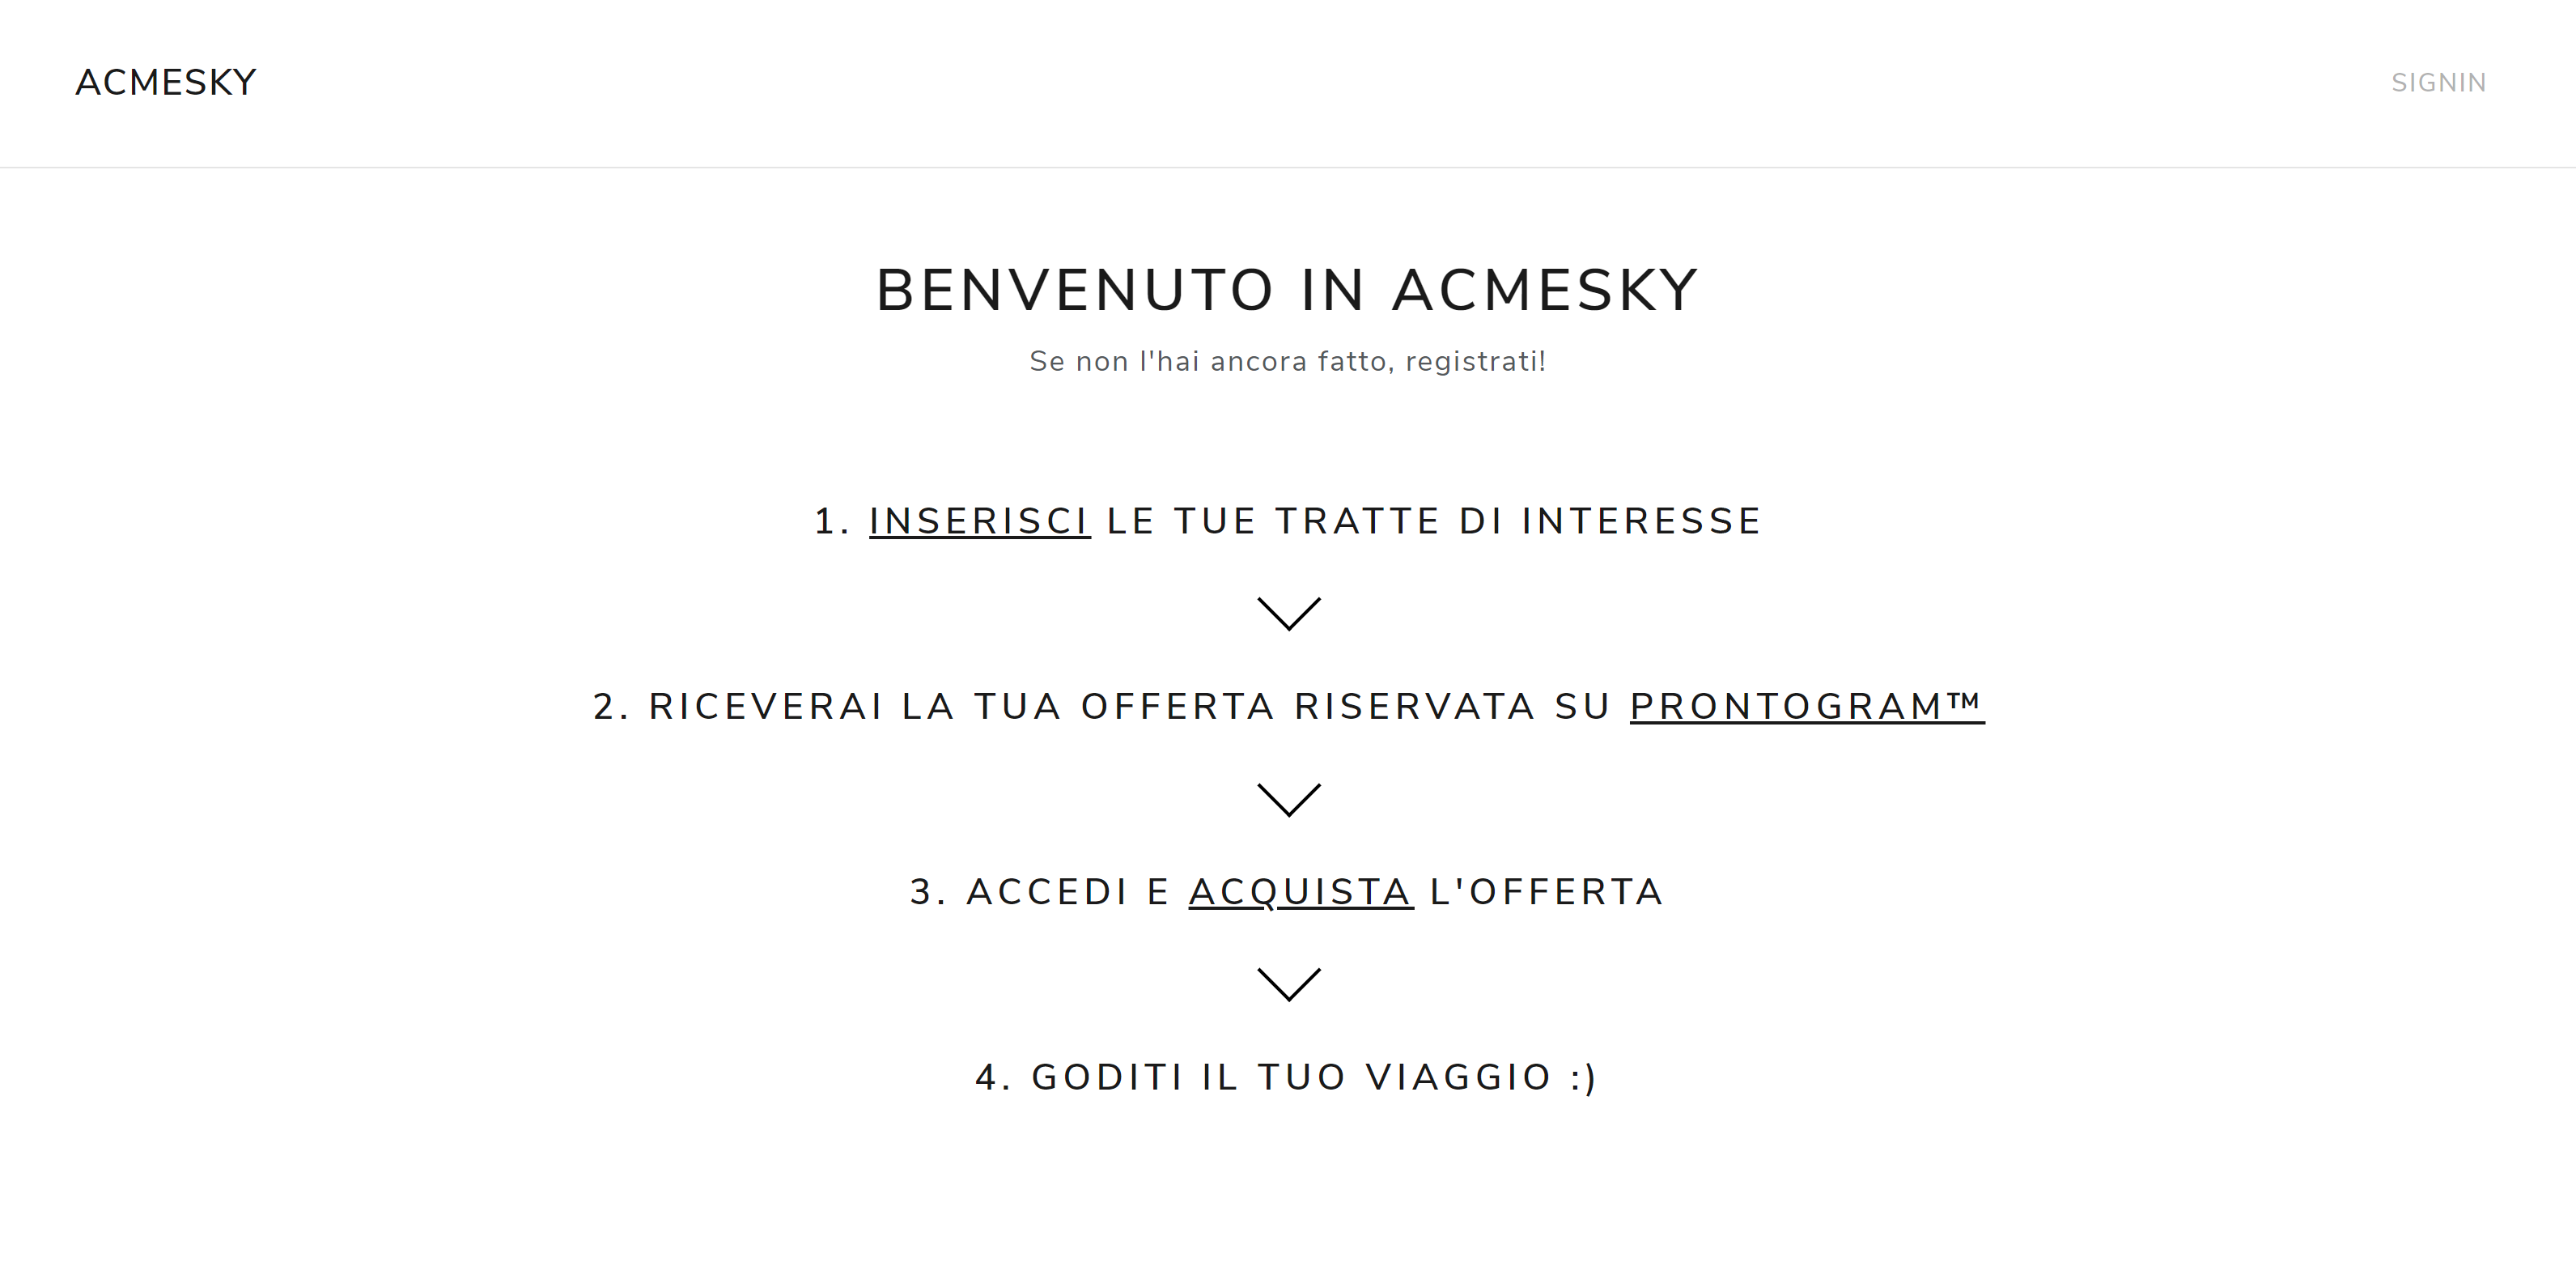 ACMESKY
SIGNIN
BENVENUTO IN ACMESKY
Se non l'hai ancora fatto, registrati!
1. INSERISCI LE TUE TRATTE DI INTERESSE
2. RICEVERAI LA TUA OFFERTA RISERVATA SU PRONTOGRAM™
3. ACCEDI E ACQUISTA L'OFFERTA
4. GODITI IL TUO VIAGGIO :)